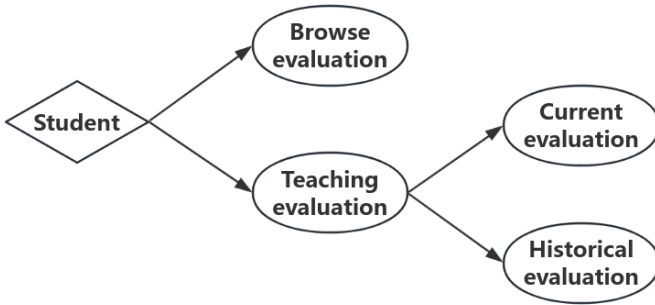 Browse
evaluation
Student
Teaching
evaluation
Current
evaluation
Historical
evaluation